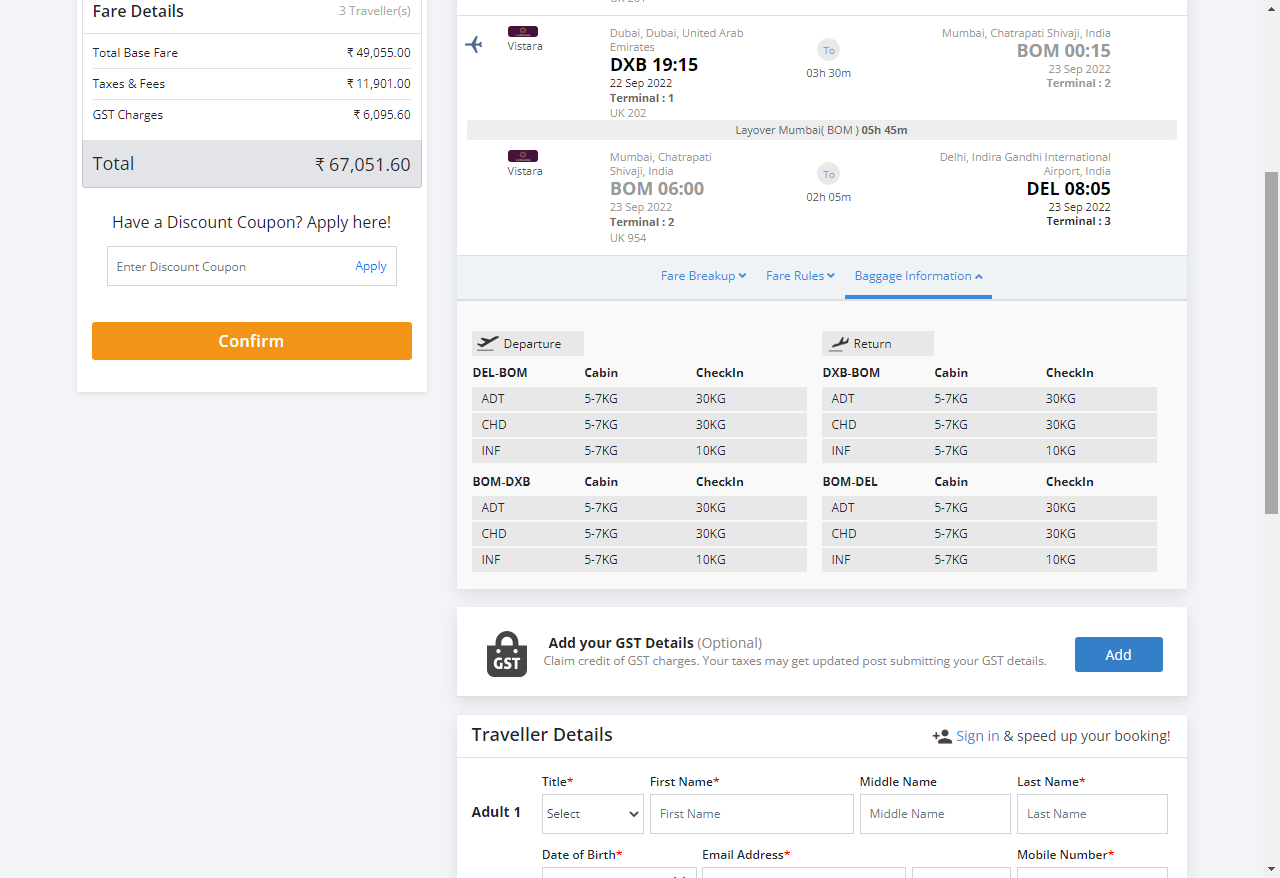 Fare Details 3 Traveller(s)
Total Base Fare ₹ 49,055.00
Taxes & Fees ₹ 11,901.00
GST Charges ₹ 6,095.60
Total ₹ 67,051.60
Have a Discount Coupon? Apply here!
Enter Discount Coupon Apply
Confirm
Vistara
Dubai, Dubai, United Arab
Emirates
DXB 19:15
22 Sep 2022
Terminal : 1
UK 202
To
03h 30m
Mumbai, Chatrapati Shivaji, India
BOM 00:15
23 Sep 2022
Terminal : 2
Layover Mumbai( BOM ) 05h 45m
Vistara
Mumbai, Chatrapati
Shivaji, India
BOM 06:00
23 Sep 2022
Terminal : 2
UK 954
To
02h 05m
Delhi, Indira Gandhi International
Airport, India
DEL 08:05
23 Sep 2022
Terminal : 3
Fare Breakup Fare Rules Baggage Information
Departure
DEL-BOM Cabin CheckIn
ADT 5-7KG 30KG
CHD 5-7KG 30KG
INF 5-7KG 10KG
BOM-DXB Cabin CheckIn
ADT 5-7KG 30KG
CHD 5-7KG 30KG
INF 5-7KG 10KG
Return
DXB-BOM Cabin CheckIn
ADT 5-7KG 30KG
CHD 5-7KG 30KG
INF 5-7KG 10KG
BOM-DEL Cabin CheckIn
ADT 5-7KG 30KG
CHD 5-7KG 30KG
INF 5-7KG 10KG
GST
Add your GST Details (Optional)
Claim credit of GST charges. Your taxes may get updated post submitting your GST details.
Add
Traveller Details Sign in & speed up your booking!
Title* First Name* Middle Name Last Name*
Adult 1 Select First Name Middle Name Last Name
Date of Birth* Email Address* Mobile Number*